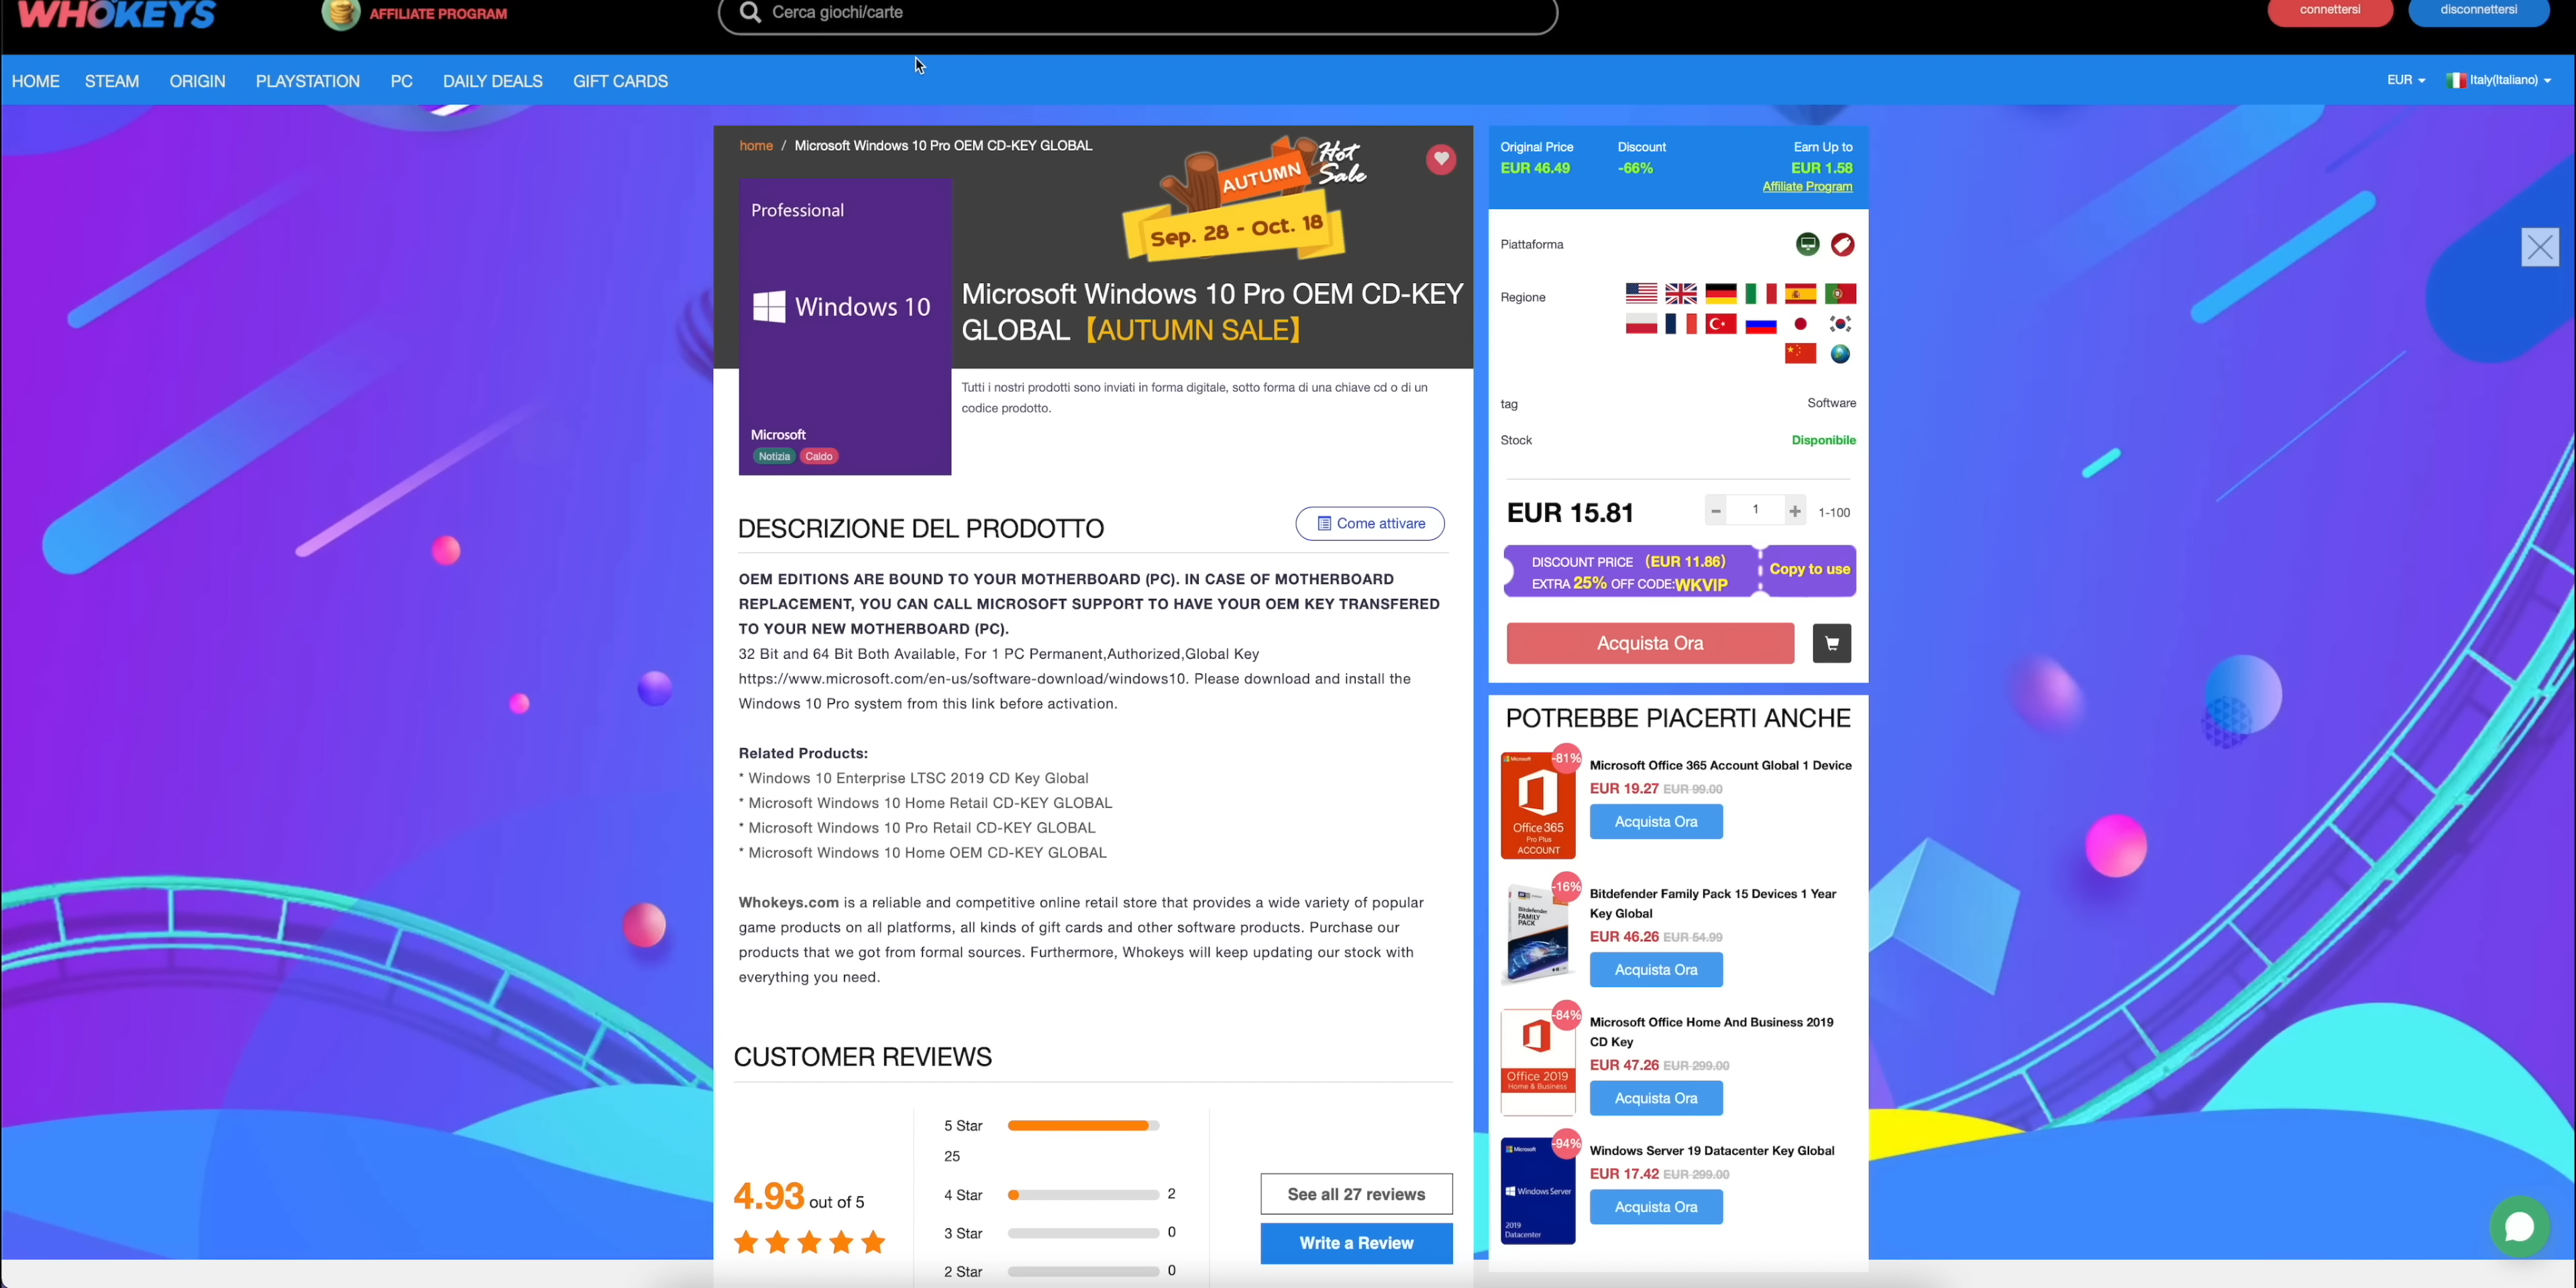 WHOKEYS
AFFILIATE PROGRAM
Cerca giochi/carte
connettersi
disconnettersi
HOME STEAM ORIGIN PLAYSTATION PC DAILY DEALS GIFT CARDS
EUR
Italy(Italiano)
home / Microsoft Windows 10 Pro OEM CD-KEY GLOBAL
AUTUMN
Hot
Sale
Sep. 28 - Oct. 18
Professional
Windows 10
Microsoft
Notizia Caldo
Microsoft Windows 10 Pro OEM CD-KEY
GLOBAL【AUTUMN SALE】
Tutti i nostri prodotti sono inviati in forma digitale, sotto forma di una chiave cd o di un
codice prodotto.
DESCRIZIONE DEL PRODOTTO
Come attivare
OEM EDITIONS ARE BOUND TO YOUR MOTHERBOARD (PC). IN CASE OF MOTHERBOARD
REPLACEMENT, YOU CAN CALL MICROSOFT SUPPORT TO HAVE YOUR OEM KEY TRANSFERED
TO YOUR NEW MOTHERBOARD (PC).
32 Bit and 64 Bit Both Available, For 1 PC Permanent,Authorized,Global Key
https://www.microsoft.com/en-us/software-download/windows10. Please download and install the
Windows 10 Pro system from this link before activation.
Related Products:
* Windows 10 Enterprise LTSC 2019 CD Key Global
* Microsoft Windows 10 Home Retail CD-KEY GLOBAL
* Microsoft Windows 10 Pro Retail CD-KEY GLOBAL
* Microsoft Windows 10 Home OEM CD-KEY GLOBAL
Whokeys.com is a reliable and competitive online retail store that provides a wide variety of popular
game products on all platforms, all kinds of gift cards and other software products. Purchase our
products that we got from formal sources. Furthermore, Whokeys will keep updating our stock with
everything you need.
CUSTOMER REVIEWS
4.93 out of 5
5 Star
25
4 Star 2
3 Star 0
2 Star 0
See all 27 reviews
Write a Review
Original Price Discount Earn Up to
EUR 46.49 -66% EUR 1.58
Affiliate Program
Piattaforma
Regione
tag Software
Stock Disponibile
EUR 15.81 - 1 + 1-100
DISCOUNT PRICE (EUR 11.86)
EXTRA 25% OFF CODE:WKVIP
Copy to use
Acquista Ora
POTREBBE PIACERTI ANCHE
-81%
Microsoft
Office 365
Pro Plus
ACCOUNT
Microsoft Office 365 Account Global 1 Device
EUR 19.27 EUR 99.00
Acquista Ora
-16%
Bitdefender
FAMILY
PACK
Bitdefender Family Pack 15 Devices 1 Year
Key Global
EUR 46.26 EUR 54.99
Acquista Ora
-84%
Office 2019
Home & Business
Microsoft Office Home And Business 2019
CD Key
EUR 47.26 EUR 299.00
Acquista Ora
-94%
Microsoft
Windows Server
2019
Datacenter
Windows Server 19 Datacenter Key Global
EUR 17.42 EUR 299.00
Acquista Ora